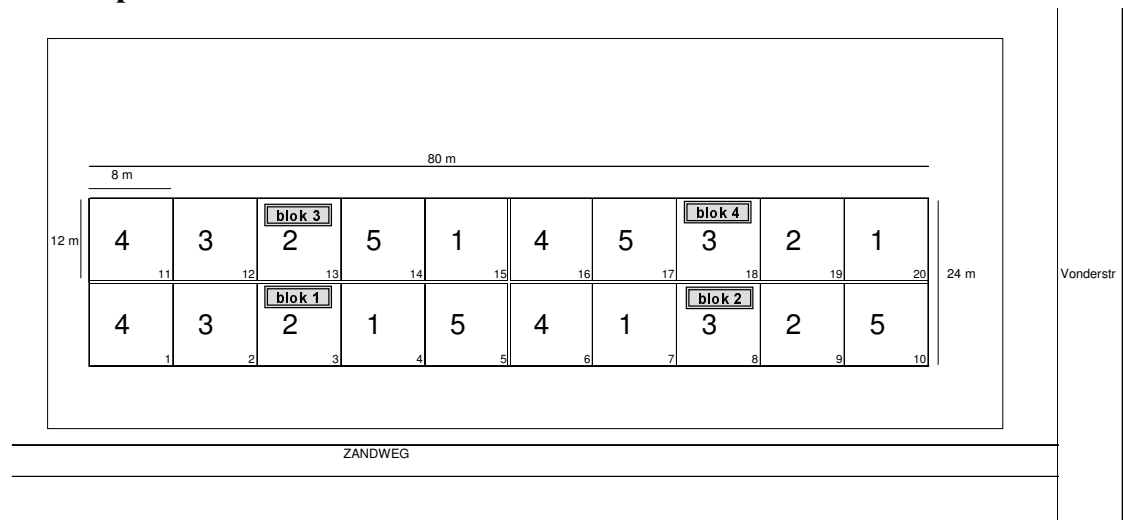 80 m
8 m
blok 3 blok 4
12 m 4 3 2 5 1 4 5 3 2 1
11 12 13 14 15 16 17 18 19 20 24 m Vonderstr
blok 1 blok 2
4 3 2 1 5 4 1 3 2 5
1 2 3 4 5 6 7 8 9 10
ZANDWEG